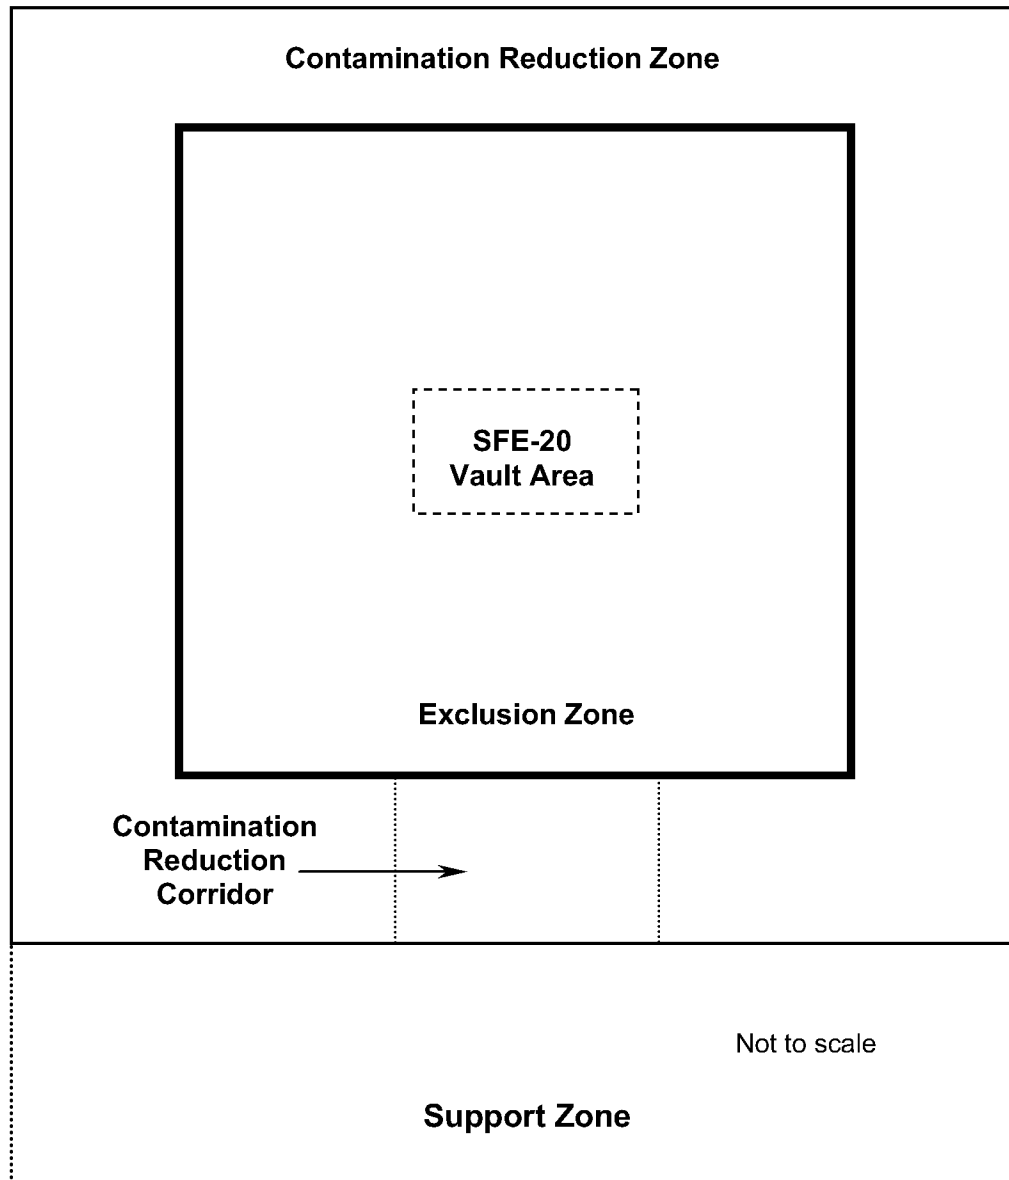 Contamination Reduction Zone
SFE-20
Vault Area
Exclusion Zone
Contamination
Reduction
Corridor
Not to scale
Support Zone